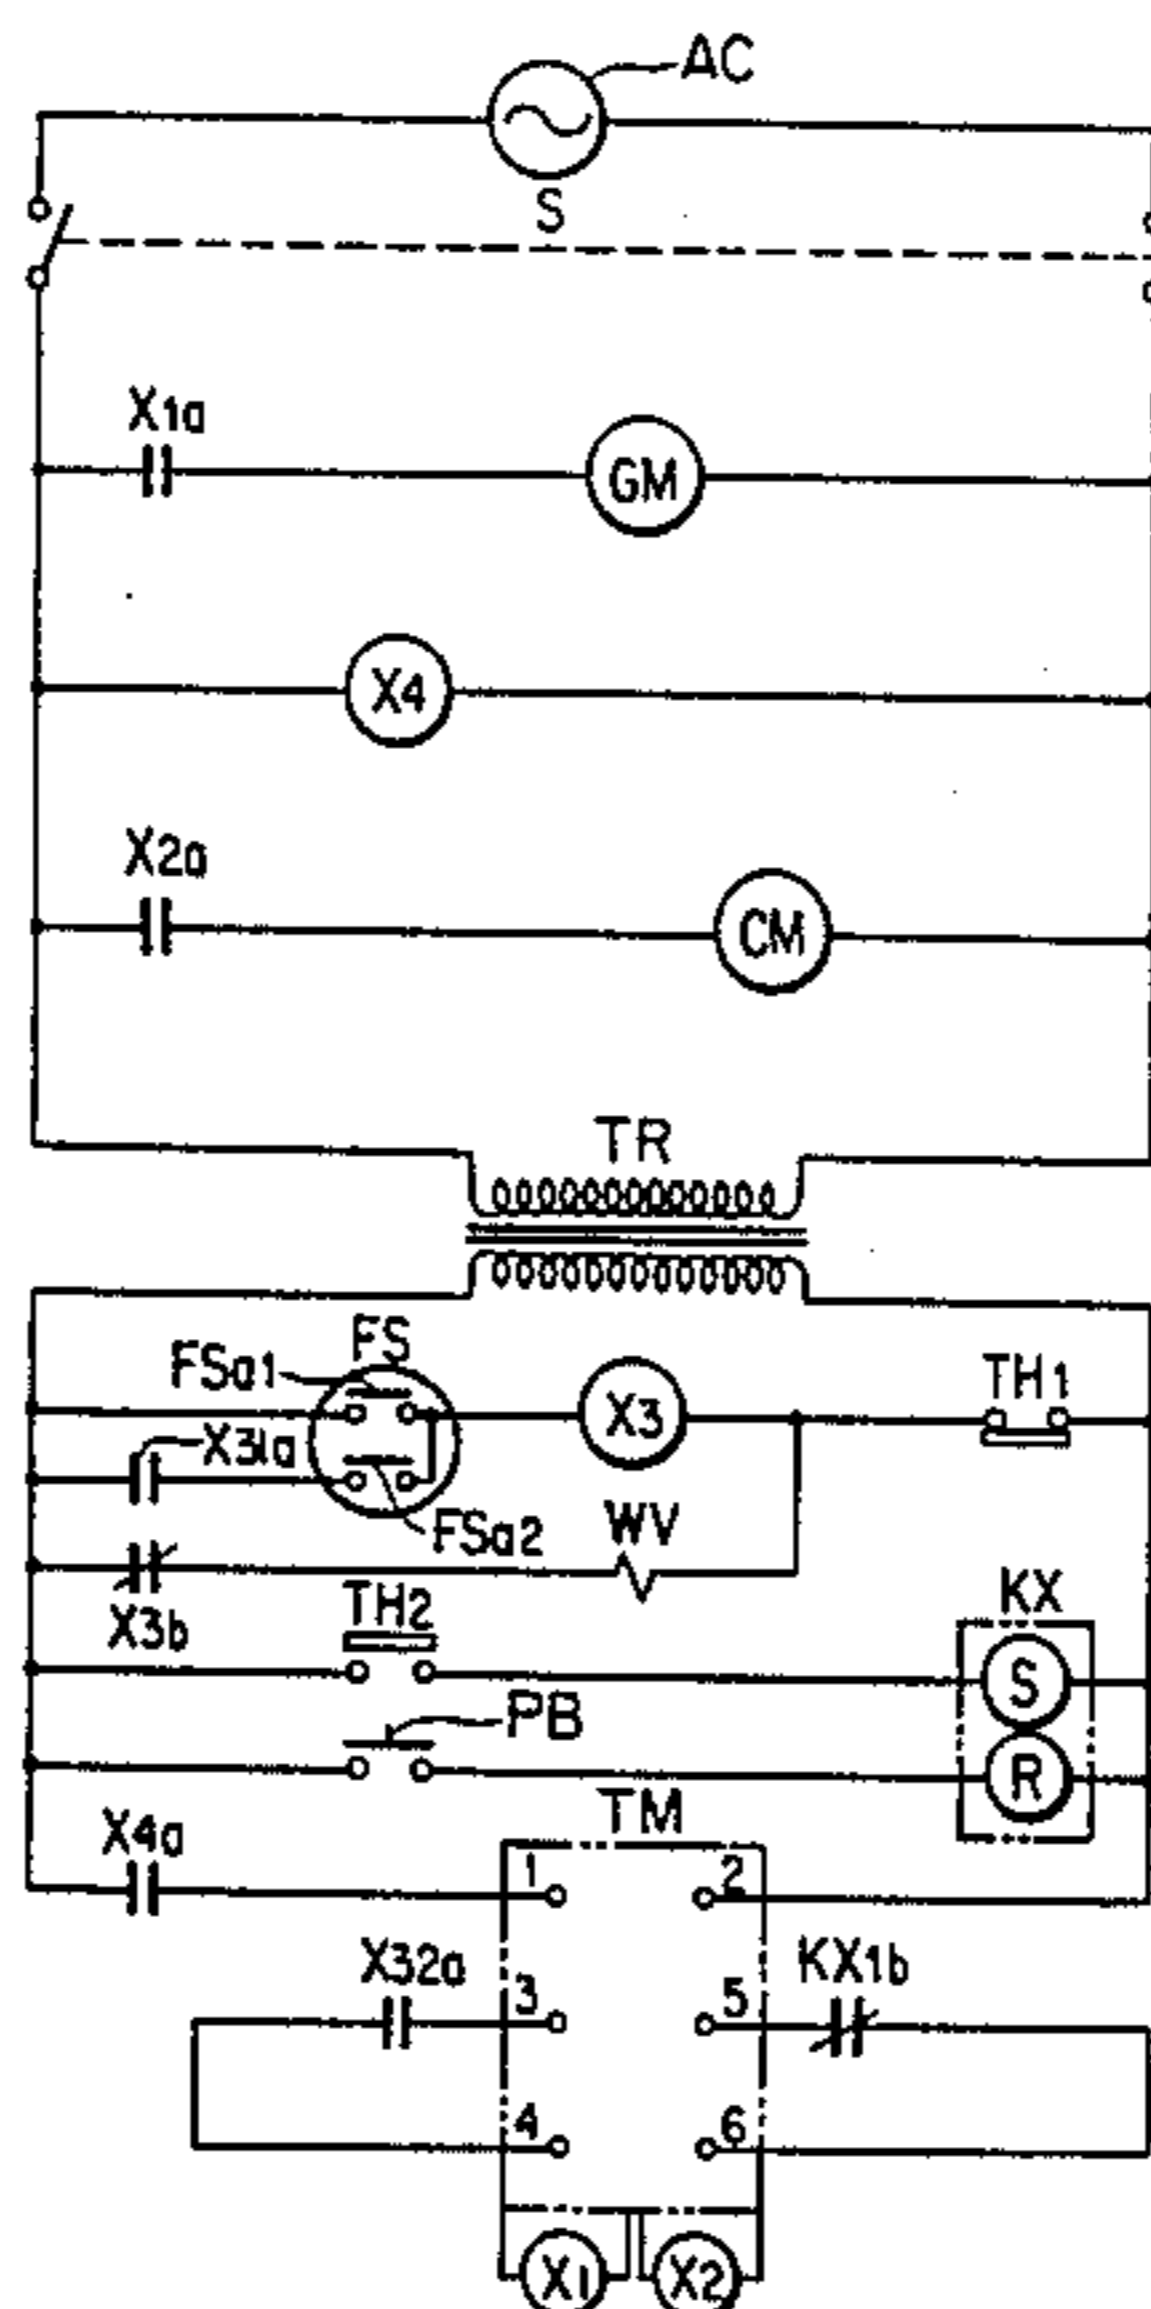 AC
S
X1a
GM
X4
X2a
CM
TR
FS
FSa1
X3
TH1
X31a
FSa2
WV
X3b
TH2
KX
S
PB
R
TM
X4a
1
2
X32a
3
5
KX1b
4
6
X1
X2